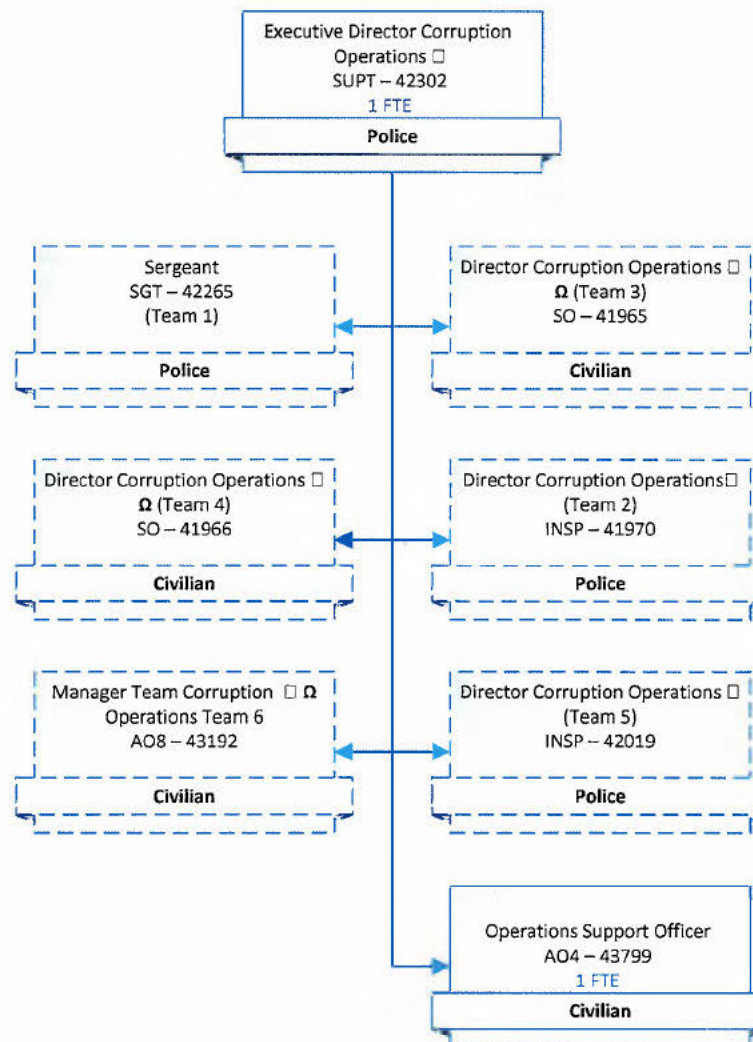 Executive Director Corruption
Operations □
SUPT – 42302
1 FTE
Police
Sergeant
SGT – 42265
(Team 1)
Police
Director Corruption Operations □
Ω (Team 3)
SO – 41965
Civilian
Director Corruption Operations □
Ω (Team 4)
SO – 41966
Civilian
Director Corruption Operations□
(Team 2)
INSP – 41970
Police
Manager Team Corruption □ Ω
Operations Team 6
AO8 – 43192
Civilian
Director Corruption Operations □
(Team 5)
INSP – 42019
Police
Operations Support Officer
AO4 – 43799
1 FTE
Civilian